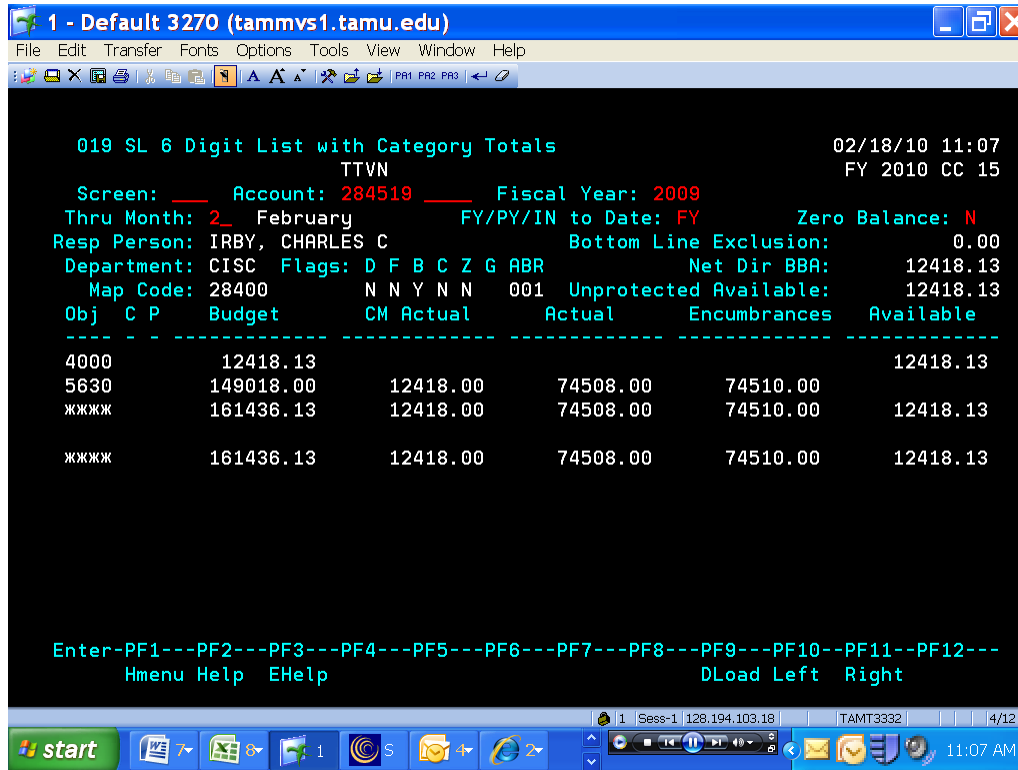 1 - Default 3270 (tammvs1.tamu.edu)
File Edit Transfer Fonts Options Tools View Window Help
A A A PA1 PA2 PA3
019 SL 6 Digit List with Category Totals 02/18/10 11:07
TTVN FY 2010 CC 15
Screen: ___ Account: 284519 ____ Fiscal Year: 2009
Thru Month: 2_ February FY/PY/IN to Date: FY Zero Balance: N
Resp Person: IRBY, CHARLES C Bottom Line Exclusion: 0.00
Department: CISC Flags: D F B C Z G ABR Net Dir BBA: 12418.13
Map Code: 28400 N N Y N N 001 Unprotected Available: 12418.13
Obj C P Budget CM Actual Actual Encumbrances Available
---- - - ------------- ------------- ------------- ------------- -------------
4000 12418.13 12418.13
5630 149018.00 12418.00 74508.00 74510.00
**** 161436.13 12418.00 74508.00 74510.00 12418.13
**** 161436.13 12418.00 74508.00 74510.00 12418.13
Enter-PF1---PF2---PF3---PF4---PF5---PF6---PF7---PF8---PF9---PF10--PF11--PF12---
Hmenu Help EHelp DLoad Left Right
1 Sess-1 128.194.103.18 TAMT3332 4/12
start 7 8 1 S 4 2 11:07 AM